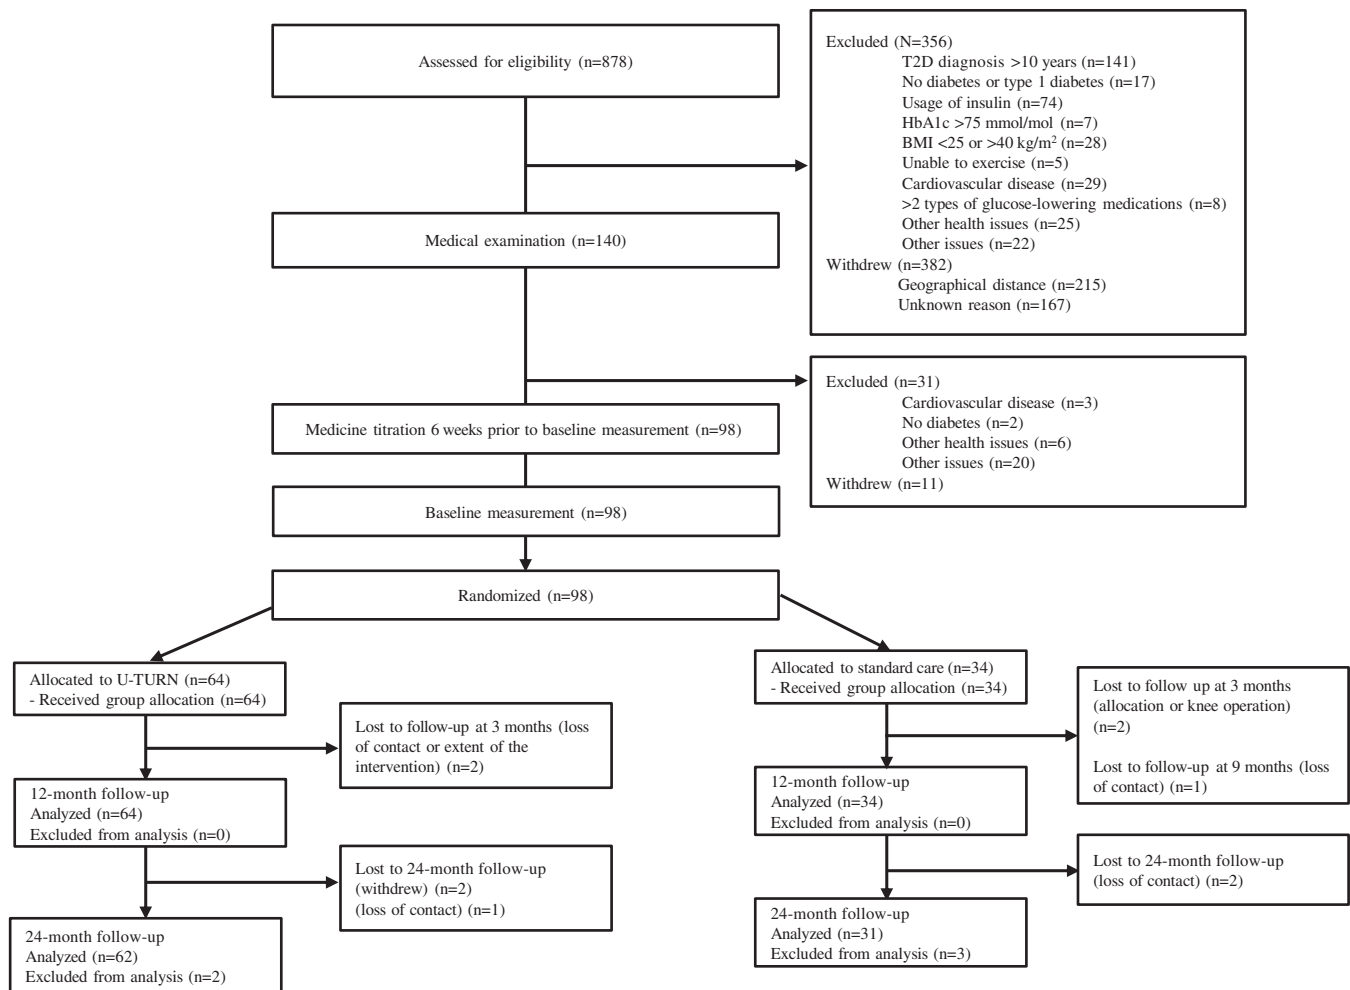 Assessed for eligibility (n=878)
Excluded (N=356)
T2D diagnosis >10 years (n=141)
No diabetes or type 1 diabetes (n=17)
Usage of insulin (n=74)
HbA1c >75 mmol/mol (n=7)
BMI <25 or >40 kg/m² (n=28)
Unable to exercise (n=5)
Cardiovascular disease (n=29)
>2 types of glucose-lowering medications (n=8)
Other health issues (n=25)
Other issues (n=22)
Withdrew (n=382)
Geographical distance (n=215)
Unknown reason (n=167)
Medical examination (n=140)
Excluded (n=31)
Cardiovascular disease (n=3)
No diabetes (n=2)
Other health issues (n=6)
Other issues (n=20)
Withdrew (n=11)
Medicine titration 6 weeks prior to baseline measurement (n=98)
Baseline measurement (n=98)
Randomized (n=98)
Allocated to U-TURN (n=64)
- Received group allocation (n=64)
Lost to follow-up at 3 months (loss
of contact or extent of the
intervention) (n=2)
12-month follow-up
Analyzed (n=64)
Excluded from analysis (n=0)
Lost to 24-month follow-up
(withdrew) (n=2)
(loss of contact) (n=1)
24-month follow-up
Analyzed (n=62)
Excluded from analysis (n=2)
Allocated to standard care (n=34)
- Received group allocation (n=34)
Lost to follow up at 3 months
(allocation or knee operation)
(n=2)
Lost to follow-up at 9 months (loss
of contact) (n=1)
12-month follow-up
Analyzed (n=34)
Excluded from analysis (n=0)
Lost to 24-month follow-up
(loss of contact) (n=2)
24-month follow-up
Analyzed (n=31)
Excluded from analysis (n=3)